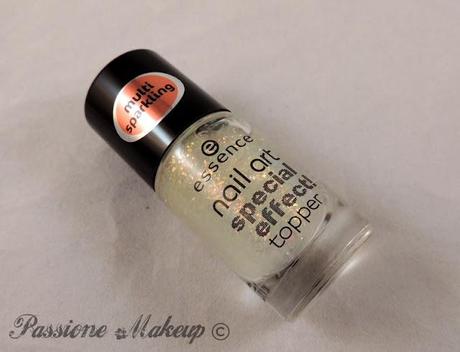 multi
sparkling
essence
nail art
special
effect!
topper
Passione Makeup ©